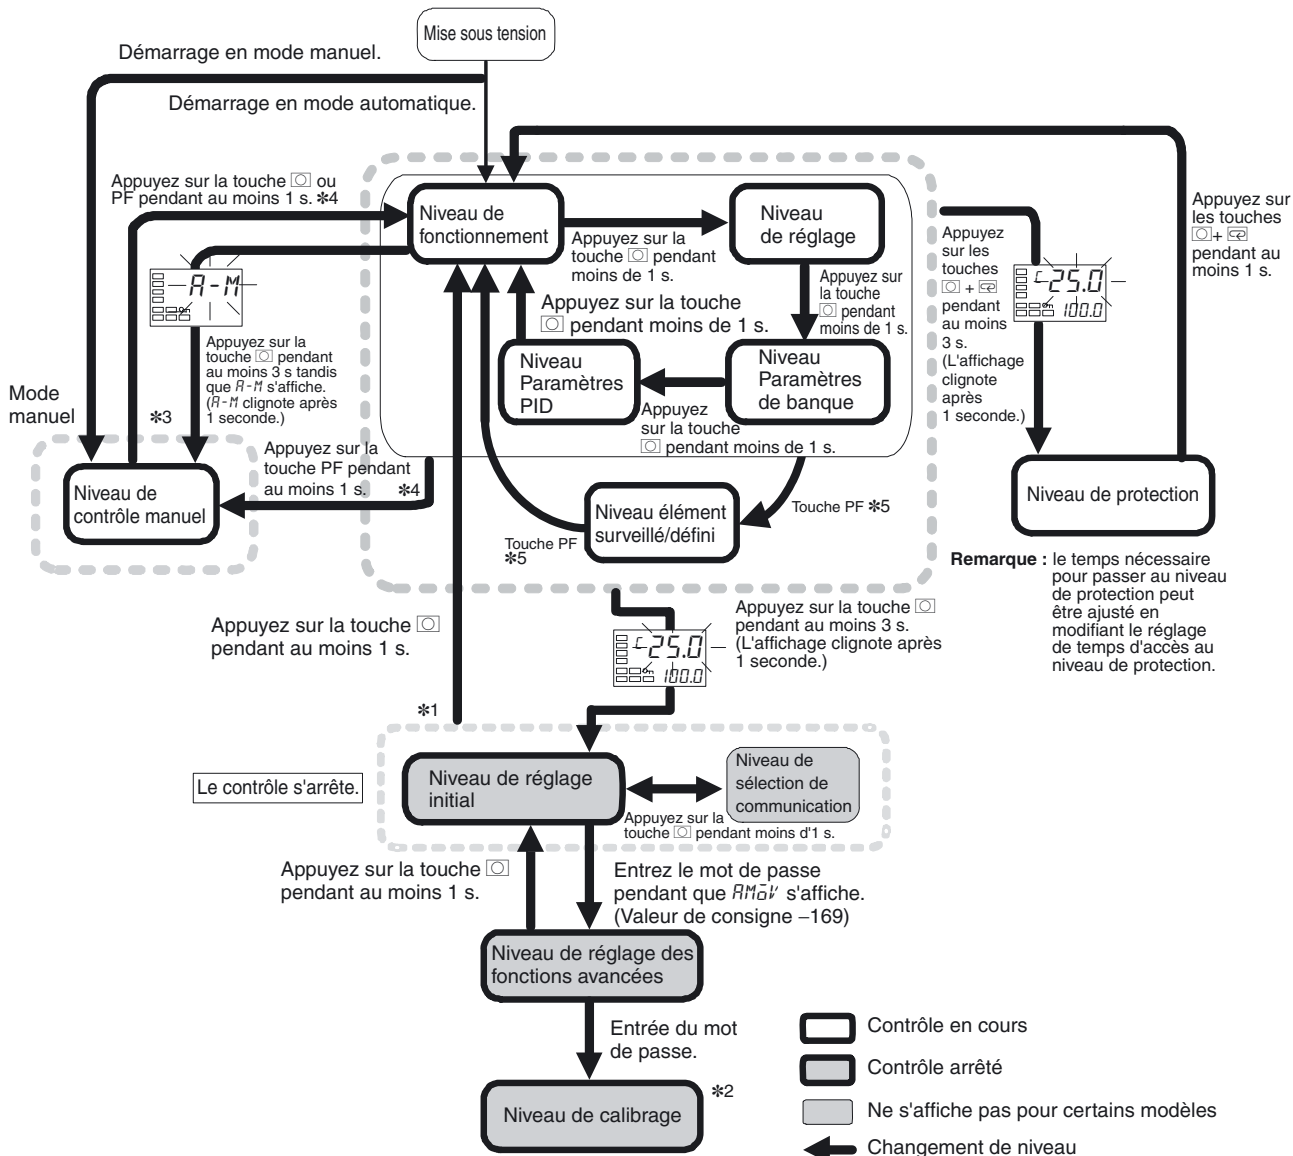 Mise sous tension
Démarrage en mode manuel.
Démarrage en mode automatique.
Appuyez sur la touche ou
PF pendant au moins 1 s. ✱4
Niveau de
fonctionnement
Appuyez sur la
touche pendant
moins de 1 s.
Niveau
de réglage
Appuyez sur
la touche
pendant
moins de 1 s.
Niveau
Paramètres
de banque
Appuyez
sur la touche
pendant moins de 1 s.
Niveau
Paramètres
PID
Appuyez sur la touche
pendant moins de 1 s.
A-M
Appuyez sur la
touche pendant
au moins 3 s tandis
que A-M s'affiche.
(A-M clignote après
1 seconde.)
✱3
Mode
manuel
Niveau de
contrôle manuel
Appuyez sur la
touche PF pendant
au moins 1 s. ✱4
Niveau élément
surveillé/défini
Touche PF ✱5
Touche PF
✱5
Appuyez
sur les
touches
+
pendant
au moins
3 s.
(L'affichage
clignote
après
1 seconde.)
C 25.0
100.0
Appuyez sur
les touches
+
pendant au
moins 1 s.
Niveau de protection
Remarque : le temps nécessaire
pour passer au niveau
de protection peut
être ajusté en
modifiant le réglage
de temps d'accès au
niveau de protection.
Appuyez sur la touche
pendant au moins 1 s.
✱1
C 25.0
100.0
Appuyez sur la touche
pendant au moins 3 s.
(L'affichage clignote après
1 seconde.)
Le contrôle s'arrête.
Niveau de réglage
initial
Niveau de
sélection de
communication
Appuyez sur la
touche pendant moins d'1 s.
Appuyez sur la touche
pendant au moins 1 s.
Entrez le mot de passe
pendant que AMoV s'affiche.
(Valeur de consigne –169)
Niveau de réglage des
fonctions avancées
Entrée du mot
de passe.
Niveau de calibrage
✱2
Contrôle en cours
Contrôle arrêté
Ne s'affiche pas pour certains modèles
Changement de niveau